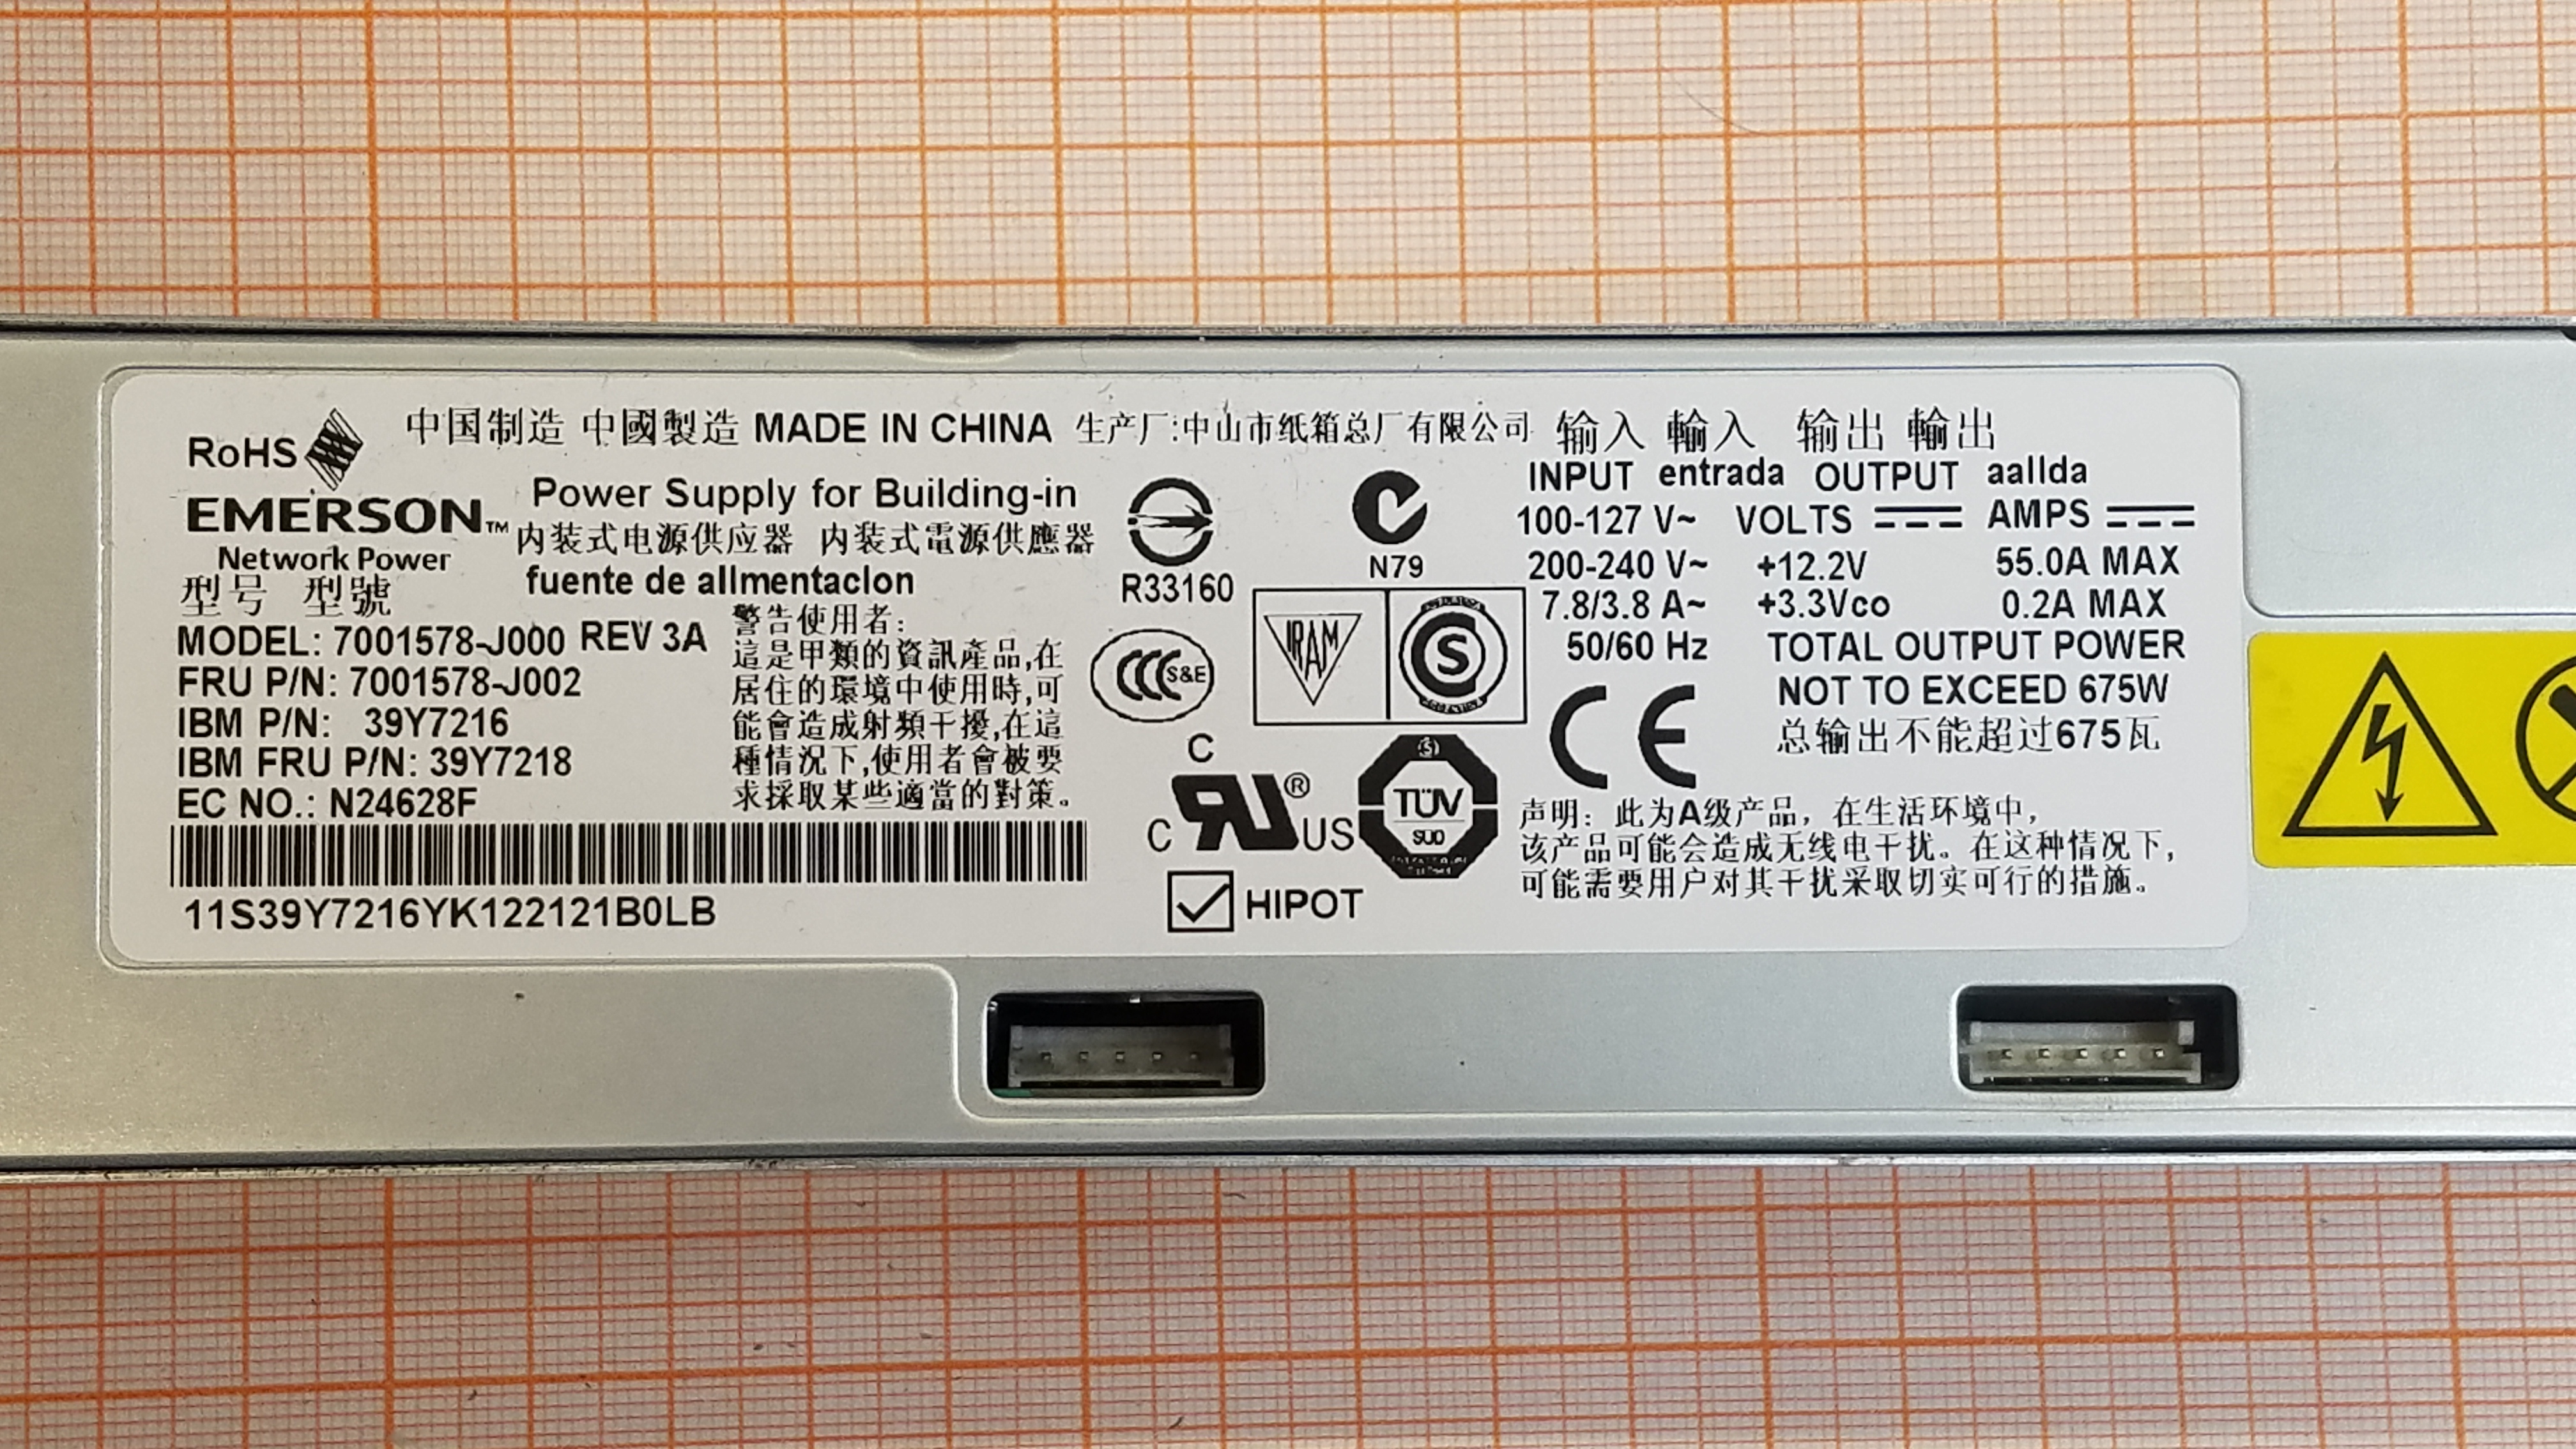 RoHS
中国制造 中國製造 MADE IN CHINA 生产厂:中山市纸箱总厂有限公司
EMERSON™
Network Power
Power Supply for Building-in
内装式电源供应器 内装式電源供應器
fuente de allmentaclon
型号 型號
MODEL: 7001578-J000 REV 3A
FRU P/N: 7001578-J002
IBM P/N: 39Y7216
IBM FRU P/N: 39Y7218
EC NO.: N24628F
11S39Y7216YK122121B0LB
警告使用者:
這是甲類的資訊產品,在
居住的環境中使用時,可
能會造成射頻干擾,在這
種情況下,使用者會被要
求採取某些適當的對策。
R33160
N79
S&E
IRAM
S
ARGENTINA
C
C RU® US
TÜV
SUD
HIPOT
输入 輸入 输出 輸出
INPUT entrada OUTPUT aallda
100-127 V~ VOLTS AMPS
200-240 V~ +12.2V 55.0A MAX
7.8/3.8 A~ +3.3Vco 0.2A MAX
50/60 Hz TOTAL OUTPUT POWER
NOT TO EXCEED 675W
总输出不能超过675瓦
CE
声明：此为A级产品，在生活环境中，
该产品可能会造成无线电干扰。在这种情况下，
可能需要用户对其干扰采取切实可行的措施。